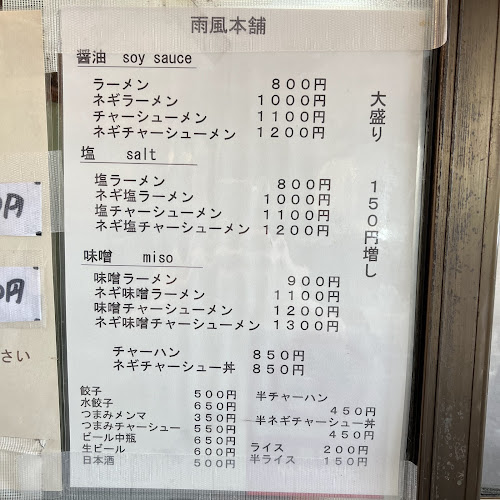 雨風本舗
醤油 soy sauce
ラーメン 800円
ネギラーメン 1000円
チャーシューメン 1100円
ネギチャーシューメン 1200円
塩 salt
塩ラーメン 800円
ネギ塩ラーメン 1000円
塩チャーシューメン 1100円
ネギ塩チャーシューメン 1200円
味噌 miso
味噌ラーメン 900円
ネギ味噌ラーメン 1100円
味噌チャーシューメン 1200円
ネギ味噌チャーシューメン 1300円
大盛り 150円増し
チャーハン 850円
ネギチャーシュー丼 850円
餃子 500円
水餃子 650円
つまみメンマ 350円
つまみチャーシュー 550円
ビール中瓶 650円
生ビール 600円
日本酒 500円
半チャーハン
450円
半ネギチャーシュー丼
450円
ライス 200円
半ライス 150円
0円
0円
さい